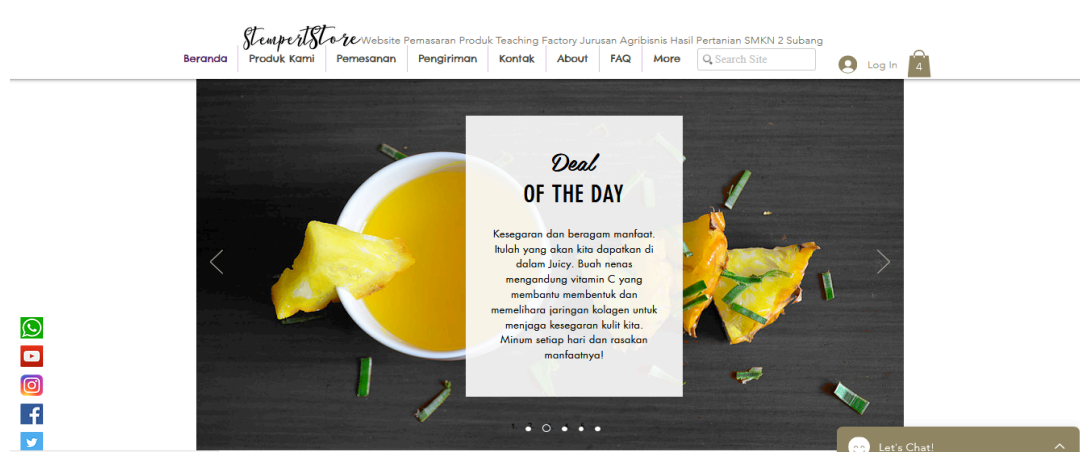 StempertStore Website Pemasaran Produk Teaching Factory Jurusan Agribisnis Hasil Pertanian SMKN 2 Subang
Beranda Produk Kami Pemesanan Pengiriman Kontak About FAQ More Search Site Log In 4
Deal
OF THE DAY
Kesegaran dan beragam manfaat.
Itulah yang akan kita dapatkan di
dalam Juicy. Buah nenas
mengandung vitamin C yang
membantu membentuk dan
memelihara jaringan kolagen untuk
menjaga kesegaran kulit kita.
Minum setiap hari dan rasakan
manfaatnya!
Let's Chat!